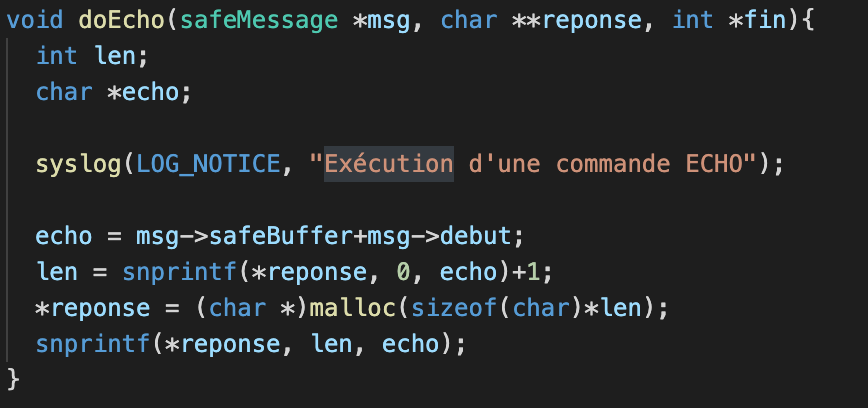 void doEcho(safeMessage *msg, char **reponse, int *fin){
int len;
char *echo;
syslog(LOG_NOTICE, "Exécution d'une commande ECHO");
echo = msg->safeBuffer+msg->debut;
len = snprintf(*reponse, 0, echo)+1;
*reponse = (char *)malloc(sizeof(char)*len);
snprintf(*reponse, len, echo);
}